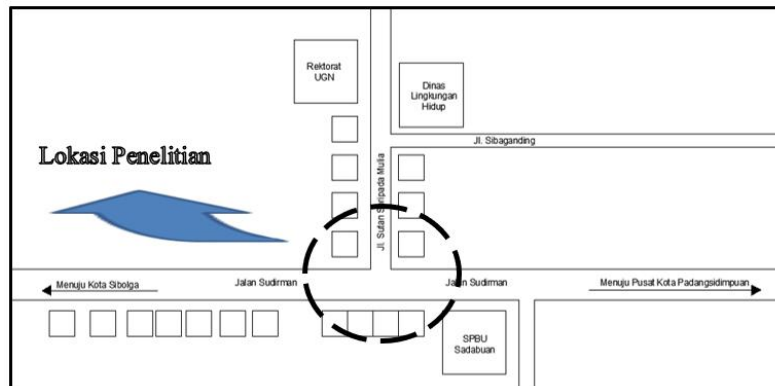 Rektorat
UGN
Dinas
Lingkungan
Hidup
Jl. Sibaganding
Lokasi Penelitian
Jl. Sutan Soripada Mulia
Menuju Kota Sibolga
Jalan Sudirman
Jalan Sudirman
Menuju Pusat Kota Padangsidimpuan
SPBU
Sadabuan